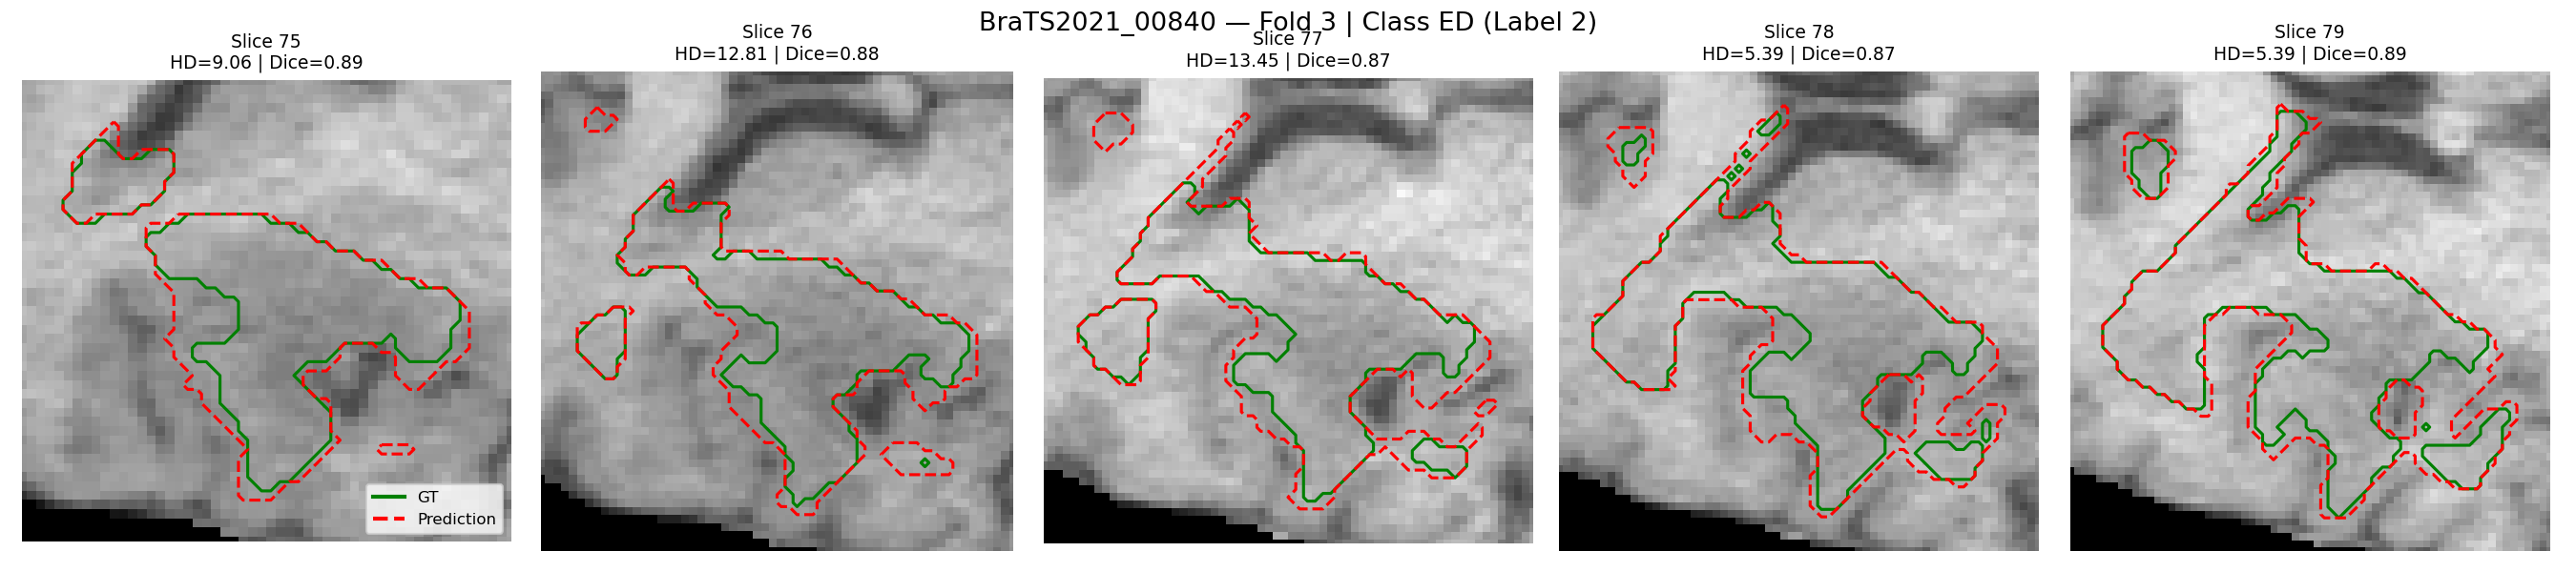 BraTS2021_00840 — Fold 3 | Class ED (Label 2)
Slice 75
HD=9.06 | Dice=0.89
Slice 76
HD=12.81 | Dice=0.88
Slice 77
HD=13.45 | Dice=0.87
Slice 78
HD=5.39 | Dice=0.87
Slice 79
HD=5.39 | Dice=0.89
GT
Prediction